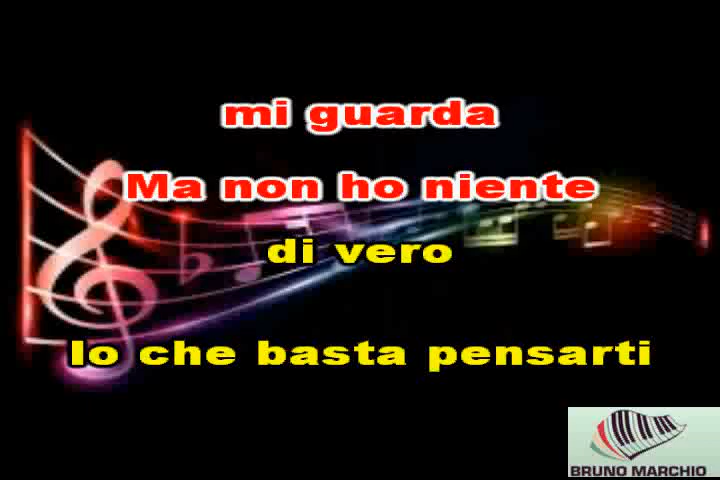 mi guarda
Ma non ho niente
di vero
Io che basta pensarti
BRUNO MARCHIO